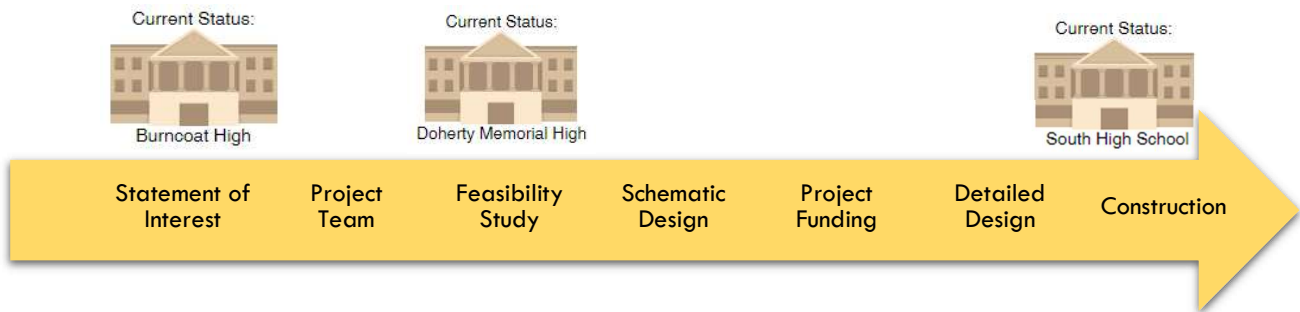 Current Status:
Burncoat High
Current Status:
Doherty Memorial High
Current Status:
South High School
Statement of
Interest
Project
Team
Feasibility
Study
Schematic
Design
Project
Funding
Detailed
Design
Construction